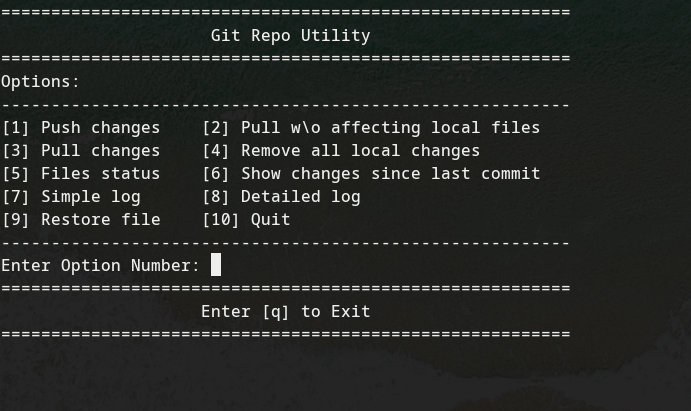 =========================================================
Git Repo Utility
=========================================================
Options:
---------------------------------------------------------
[1] Push changes    [2] Pull w\o affecting local files
[3] Pull changes    [4] Remove all local changes
[5] Files status    [6] Show changes since last commit
[7] Simple log      [8] Detailed log
[9] Restore file    [10] Quit
---------------------------------------------------------
Enter Option Number:
=========================================================
Enter [q] to Exit
=========================================================